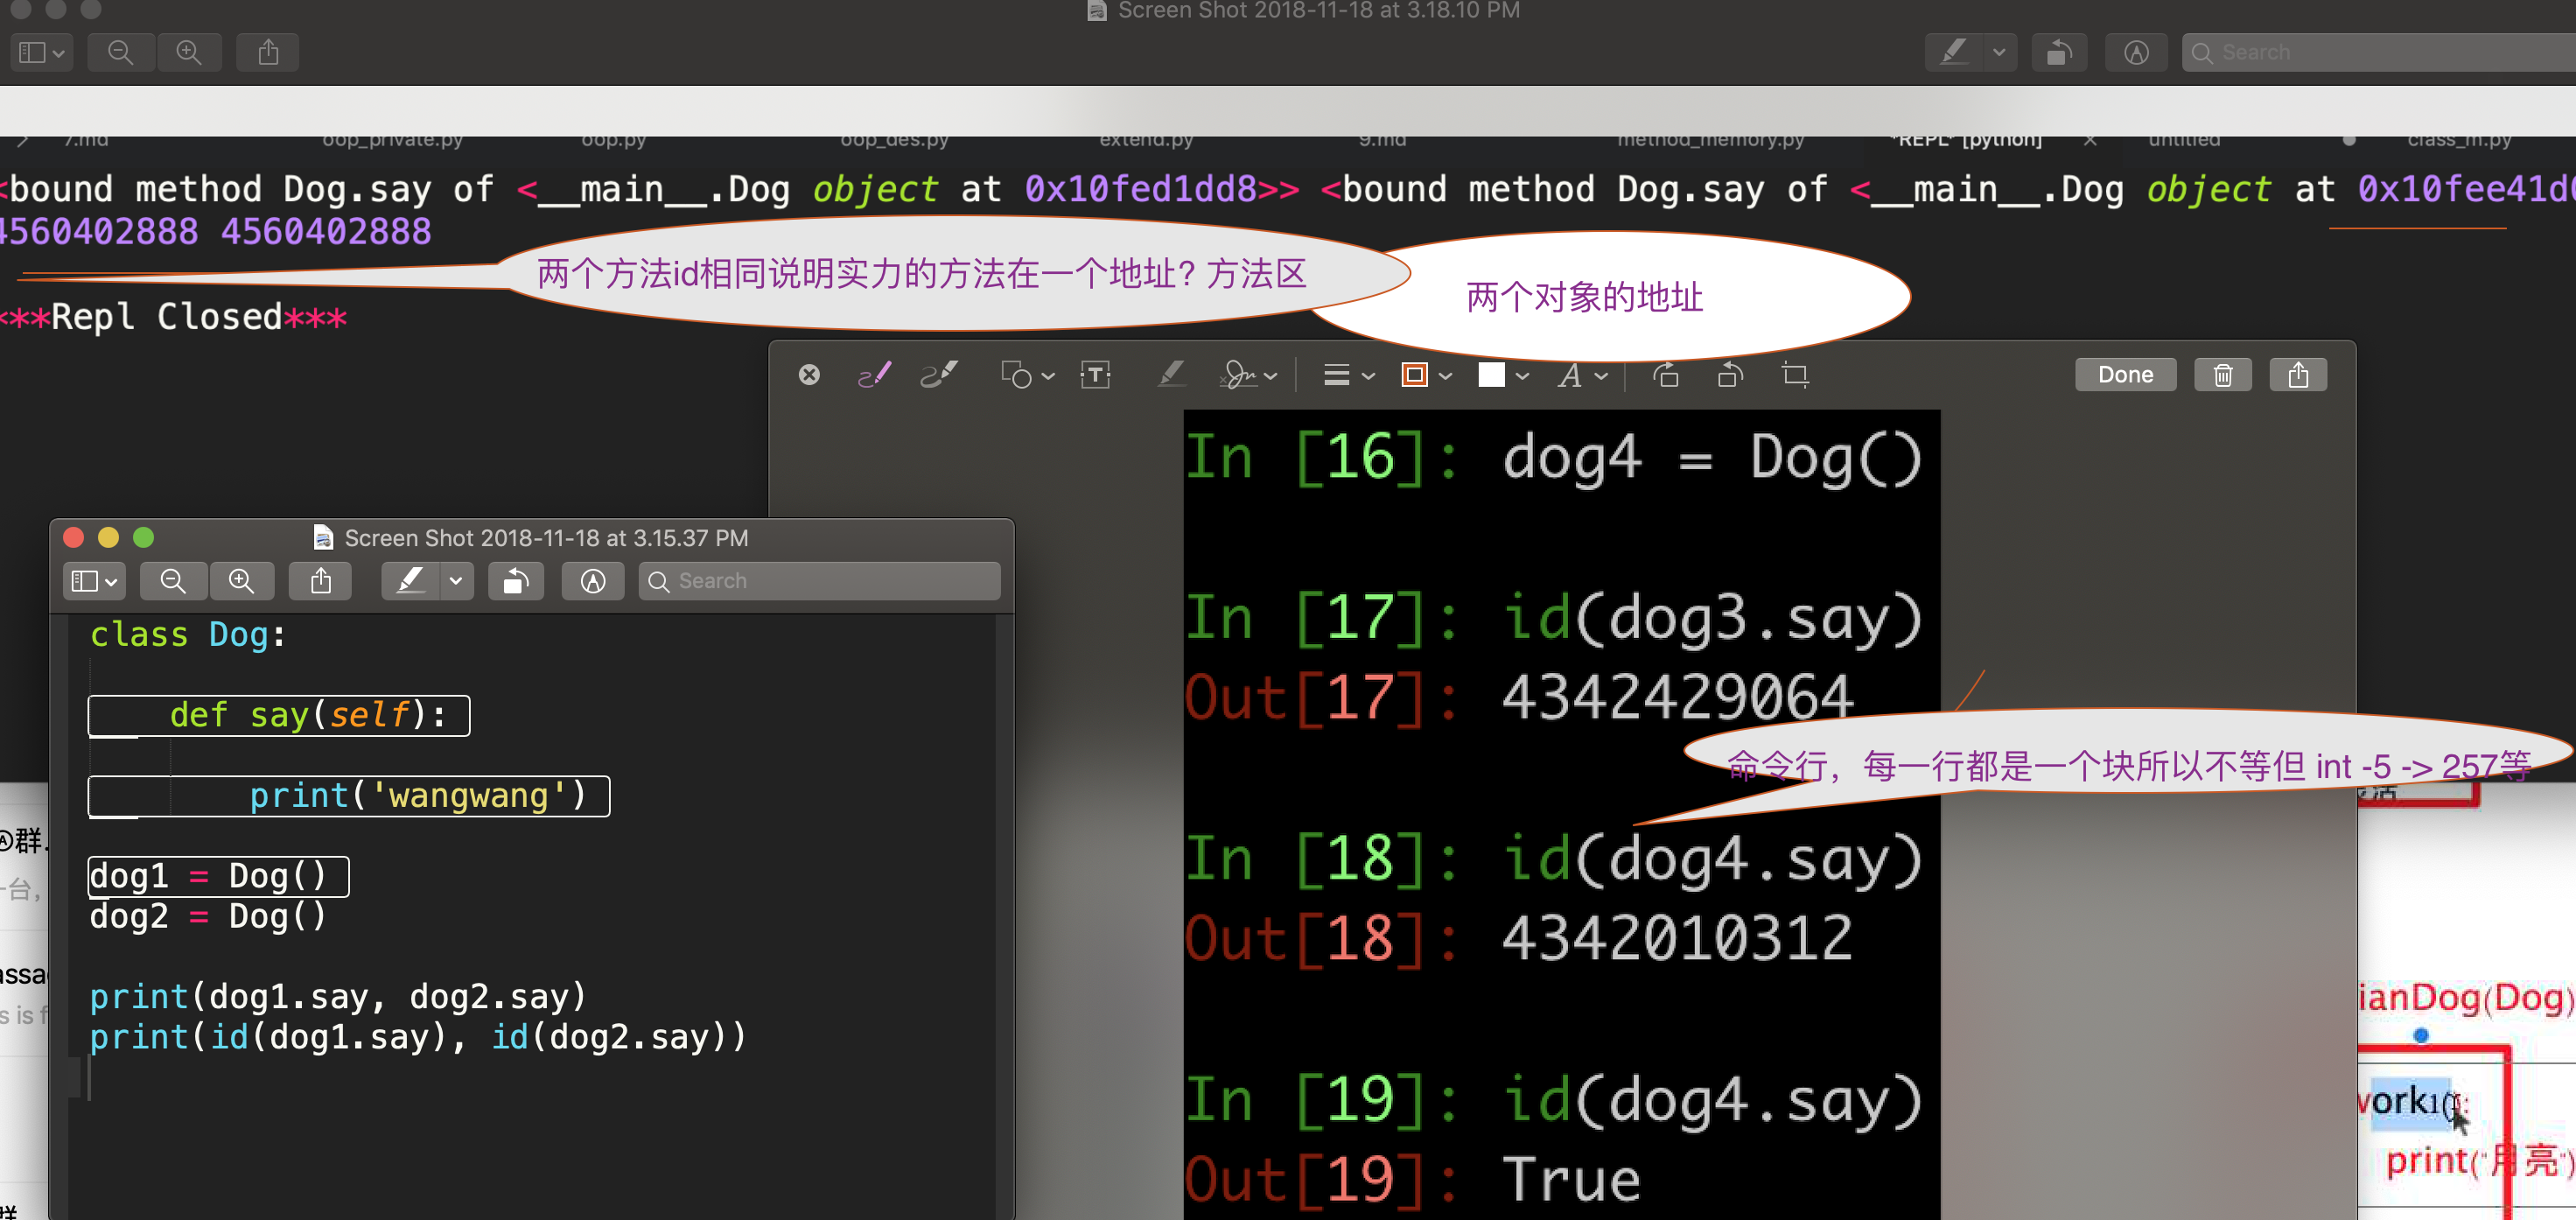 Screen Shot 2018-11-18 at 3.18.10 PM
Search
7.md oop_private.py oop.py oop_des.py extend.py 9.md method_memory.py *REPL* [python] untitled class_m.py
<bound method Dog.say of <__main__.Dog object at 0x10fed1dd8>> <bound method Dog.say of <__main__.Dog object at 0x10fee41d
4560402888 4560402888
两个方法id相同说明实力的方法在一个地址? 方法区
两个对象的地址
***Repl Closed***
Done
In [16]: dog4 = Dog()
In [17]: id(dog3.say)
Out[17]: 4342429064
命令行，每一行都是一个块所以不等但 int -5 -> 257等
In [18]: id(dog4.say)
Out[18]: 4342010312
In [19]: id(dog4.say)
Out[19]: True
Screen Shot 2018-11-18 at 3.15.37 PM
Search
class Dog:
def say(self):
print('wangwang')
dog1 = Dog()
dog2 = Dog()
print(dog1.say, dog2.say)
print(id(dog1.say), id(dog2.say))
群.
台,
assa
s is f
群
ianDog(Dog)
work1():
print("月亮")